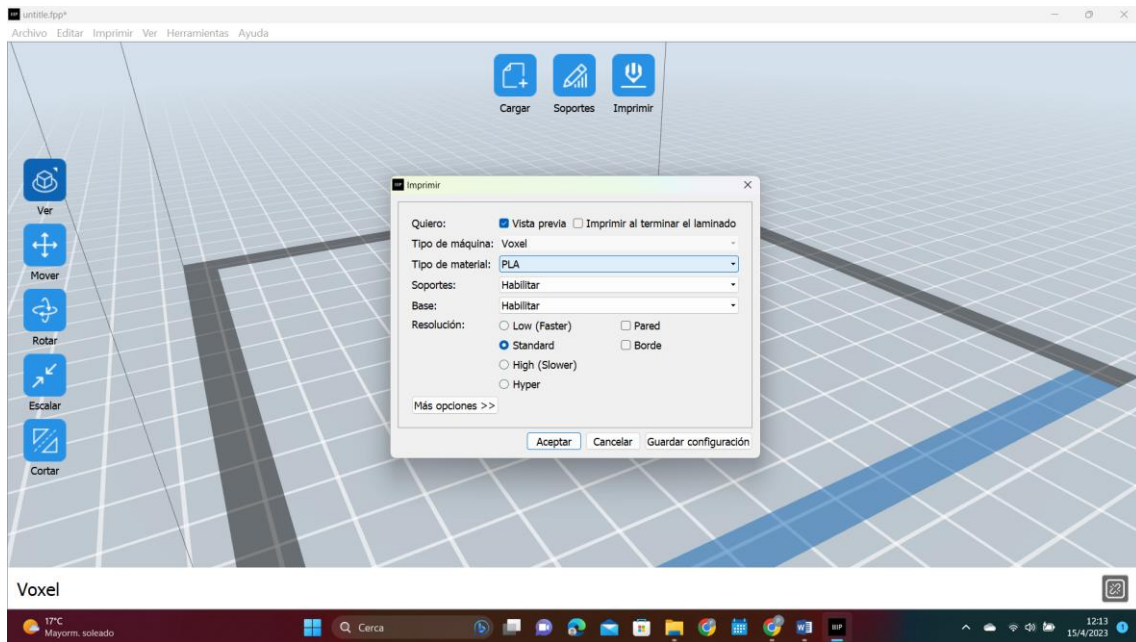 untitle.fpp*
Archivo Editar Imprimir Ver Herramientas Ayuda
Cargar Soportes Imprimir
Ver
Mover
Rotar
Escalar
Cortar
Imprimir
Quiero: Vista previa Imprimir al terminar el laminado
Tipo de máquina: Voxel
Tipo de material: PLA
Soportes: Habilitar
Base: Habilitar
Resolución: Low (Faster) Pared
Standard Borde
High (Slower)
Hyper
Más opciones >>
Aceptar Cancelar Guardar configuración
Voxel
17°C
Mayorm. soleado
Cerca
12:13
15/4/2023